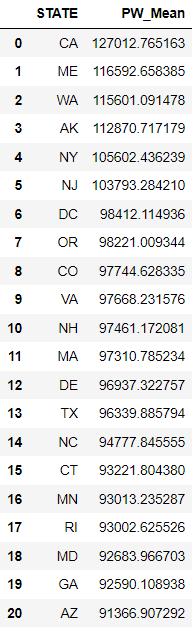 STATE PW_Mean
0 CA 127012.765163
1 ME 116592.658385
2 WA 115601.091478
3 AK 112870.717179
4 NY 105602.436239
5 NJ 103793.284210
6 DC 98412.114936
7 OR 98221.009344
8 CO 97744.628335
9 VA 97668.231576
10 NH 97461.172081
11 MA 97310.785234
12 DE 96937.322757
13 TX 96339.885794
14 NC 94777.845555
15 CT 93221.804380
16 MN 93013.235287
17 RI 93002.625526
18 MD 92683.966703
19 GA 92590.108938
20 AZ 91366.907292